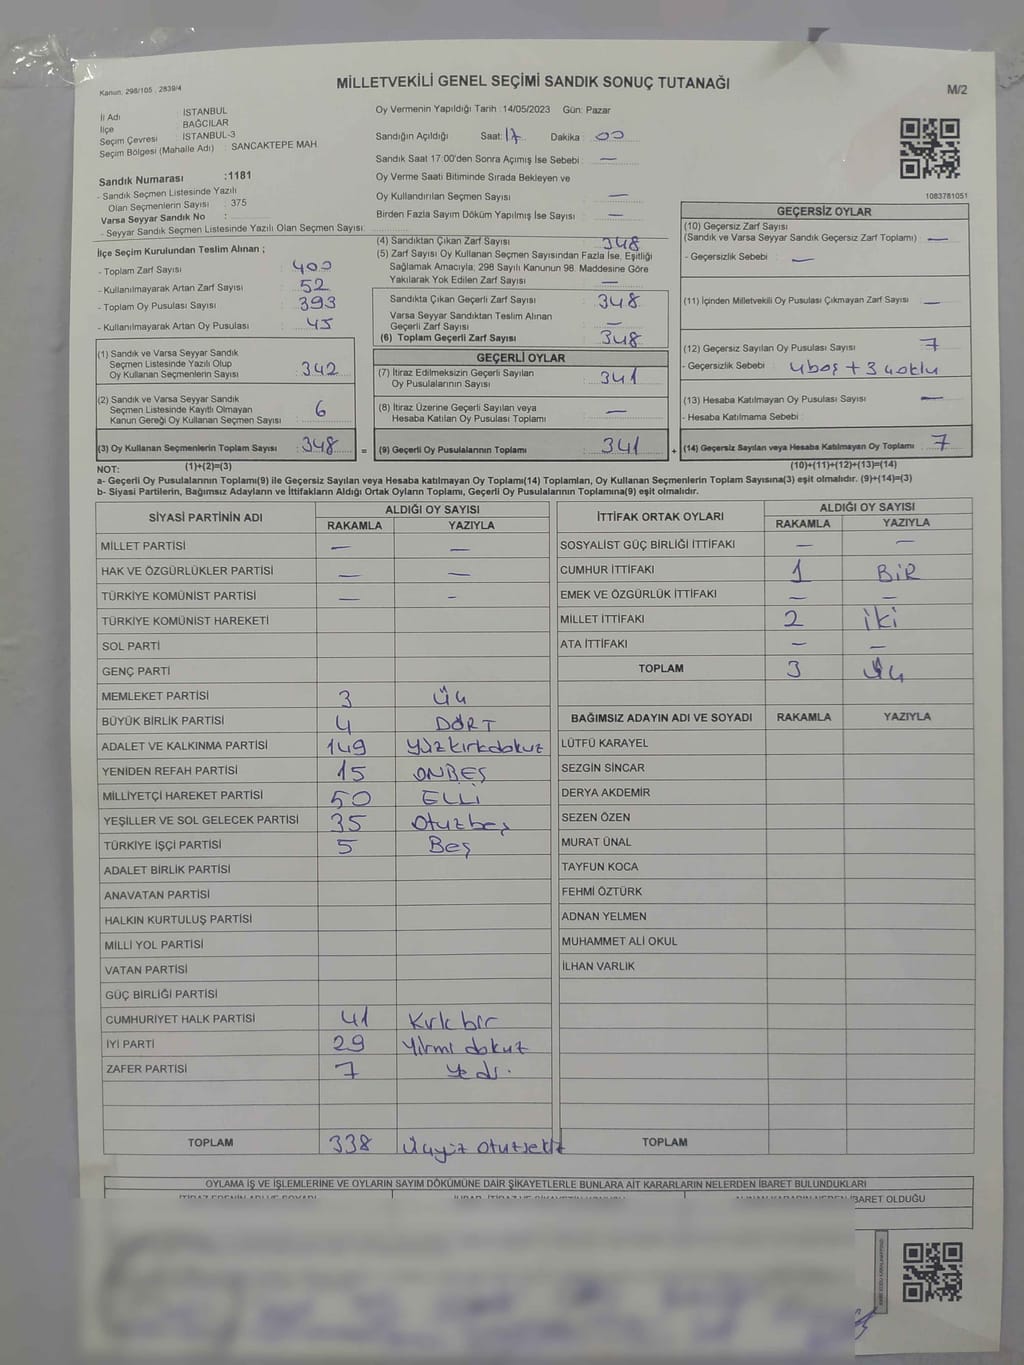 Kanun: 298/105 , 2839/4
MİLLETVEKİLİ GENEL SEÇİMİ SANDIK SONUÇ TUTANAĞI
M/2
İl Adı : İSTANBUL
İlçe : BAĞCILAR
Seçim Çevresi : İSTANBUL-3
Seçim Bölgesi (Mahalle Adı) : SANCAKTEPE MAH.
Sandık Numarası :1181
- Sandık Seçmen Listesinde Yazılı
Olan Seçmenlerin Sayısı : 375
Varsa Seyyar Sandık No :
- Seyyar Sandık Seçmen Listesinde Yazılı Olan Seçmen Sayısı:
Oy Vermenin Yapıldığı Tarih :14/05/2023 Gün: Pazar
Sandığın Açıldığı Saat: 17 Dakika : 00
Sandık Saat 17:00'den Sonra Açımış İse Sebebi : —
Oy Verme Saati Bitiminde Sırada Bekleyen ve
Oy Kullandırılan Seçmen Sayısı : —
Birden Fazla Sayım Döküm Yapılmış İse Sayısı : —
1083781051
İlçe Seçim Kurulundan Teslim Alınan ;
- Toplam Zarf Sayısı : 400
- Kullanılmayarak Artan Zarf Sayısı : 52
- Toplam Oy Pusulası Sayısı : 393
- Kullanılmayarak Artan Oy Pusulası : 45
(4) Sandıktan Çıkan Zarf Sayısı : 348
(5) Zarf Sayısı Oy Kullanan Seçmen Sayısından Fazla İse, Eşitliği
Sağlamak Amacıyla; 298 Sayılı Kanunun 98. Maddesine Göre
Yakılarak Yok Edilen Zarf Sayısı : —
Sandıkta Çıkan Geçerli Zarf Sayısı : 348
Varsa Seyyar Sandıktan Teslim Alınan
Geçerli Zarf Sayısı : —
(6) Toplam Geçerli Zarf Sayısı : 348
GEÇERSİZ OYLAR
(10) Geçersiz Zarf Sayısı
(Sandık ve Varsa Seyyar Sandık Geçersiz Zarf Toplamı) : —
- Geçersizlik Sebebi : —
(11) İçinden Milletvekili Oy Pusulası Çıkmayan Zarf Sayısı : —
(12) Geçersiz Sayılan Oy Pusulası Sayısı : 7
- Geçersizlik Sebebi : 4 boş + 3
(13) Hesaba Katılmayan Oy Pusulası Sayısı : —
- Hesaba Katılmama Sebebi :
(1) Sandık ve Varsa Seyyar Sandık
Seçmen Listesinde Yazılı Olup
Oy Kullanan Seçmenlerin Sayısı : 342
(2) Sandık ve Varsa Seyyar Sandık
Seçmen Listesinde Kayıtlı Olmayan
Kanun Gereği Oy Kullanan Seçmen Sayısı : 6
GEÇERLİ OYLAR
(7) İtiraz Edilmeksizin Geçerli Sayılan
Oy Pusulalarının Sayısı : 341
(8) İtiraz Üzerine Geçerli Sayılan veya
Hesaba Katılan Oy Pusulası Toplamı : —
(3) Oy Kullanan Seçmenlerin Toplam Sayısı : 348 = (9) Geçerli Oy Pusulalarının Toplamı : 341 + (14) Geçersiz Sayılan veya Hesaba Katılmayan Oy Toplamı : 7
NOT: (1)+(2)=(3) (10)+(11)+(12)+(13)=(14)
a- Geçerli Oy Pusulalarının Toplamı(9) ile Geçersiz Sayılan veya Hesaba katılmayan Oy Toplamı(14) Toplamları, Oy Kullanan Seçmenlerin Toplam Sayısına(3) eşit olmalıdır. (9)+(14)=(3)
b- Siyasi Partilerin, Bağımsız Adayların ve İttifakların Aldığı Ortak Oyların Toplamı, Geçerli Oy Pusulalarının Toplamına(9) eşit olmalıdır.
SİYASİ PARTİNİN ADI ALDIĞI OY SAYISI
RAKAMLA YAZIYLA
MİLLET PARTİSİ — —
HAK VE ÖZGÜRLÜKLER PARTİSİ — —
TÜRKİYE KOMÜNİST PARTİSİ — –
TÜRKİYE KOMÜNİST HAREKETİ
SOL PARTİ
GENÇ PARTİ
MEMLEKET PARTİSİ 3 Üç
BÜYÜK BİRLİK PARTİSİ 4 DÖRT
ADALET VE KALKINMA PARTİSİ 149 Yüzkırkdokuz
YENİDEN REFAH PARTİSİ 15 ONBEŞ
MİLLİYETÇİ HAREKET PARTİSİ 50 ELLİ
YEŞİLLER VE SOL GELECEK PARTİSİ 35 Otuzbeş
TÜRKİYE İŞÇİ PARTİSİ 5 Beş
ADALET BİRLİK PARTİSİ
ANAVATAN PARTİSİ
HALKIN KURTULUŞ PARTİSİ
MİLLİ YOL PARTİSİ
VATAN PARTİSİ
GÜÇ BİRLİĞİ PARTİSİ
CUMHURİYET HALK PARTİSİ 41 Kırk bir
İYİ PARTİ 29 Yirmi dokuz
ZAFER PARTİSİ 7 Yedi.
TOPLAM 338 Üçyüz otuzsekiz
İTTİFAK ORTAK OYLARI ALDIĞI OY SAYISI
RAKAMLA YAZIYLA
SOSYALİST GÜÇ BİRLİĞİ İTTİFAKI — —
CUMHUR İTTİFAKI 1 BİR
EMEK VE ÖZGÜRLÜK İTTİFAKI — —
MİLLET İTTİFAKI 2 İki
ATA İTTİFAKI — —
TOPLAM 3 Üç
BAĞIMSIZ ADAYIN ADI VE SOYADI RAKAMLA YAZIYLA
LÜTFÜ KARAYEL
SEZGİN SİNCAR
DERYA AKDEMİR
SEZEN ÖZEN
MURAT ÜNAL
TAYFUN KOCA
FEHMİ ÖZTÜRK
ADNAN YELMEN
MUHAMMET ALİ OKUL
İLHAN VARLIK
TOPLAM
OYLAMA İŞ VE İŞLEMLERİNE VE OYLARIN SAYIM DÖKÜMÜNE DAİR ŞİKAYETLERLE BUNLARA AİT KARARLARIN NELERDEN İBARET BULUNDUKLARI
İBARET OLDUĞU